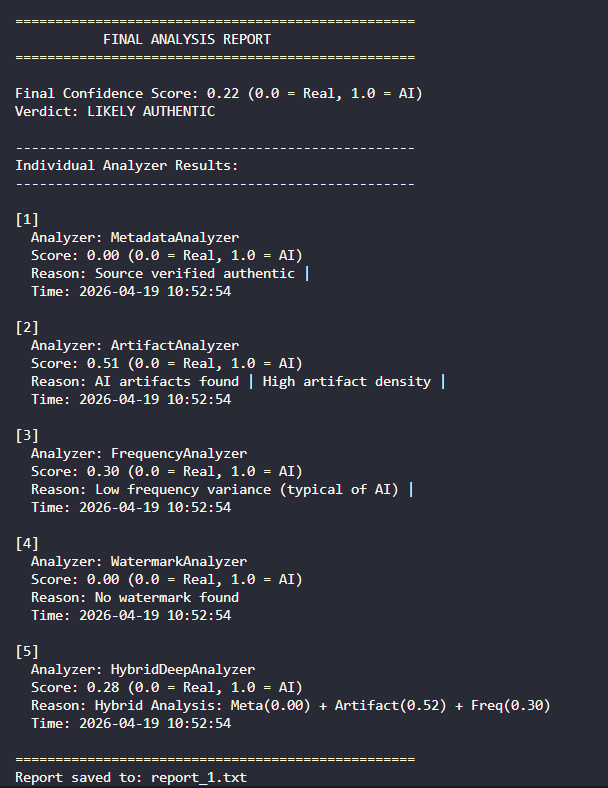 ==================================================
FINAL ANALYSIS REPORT
==================================================
Final Confidence Score: 0.22 (0.0 = Real, 1.0 = AI)
Verdict: LIKELY AUTHENTIC
--------------------------------------------------
Individual Analyzer Results:
--------------------------------------------------
[1]
Analyzer: MetadataAnalyzer
Score: 0.00 (0.0 = Real, 1.0 = AI)
Reason: Source verified authentic |
Time: 2026-04-19 10:52:54
[2]
Analyzer: ArtifactAnalyzer
Score: 0.51 (0.0 = Real, 1.0 = AI)
Reason: AI artifacts found | High artifact density |
Time: 2026-04-19 10:52:54
[3]
Analyzer: FrequencyAnalyzer
Score: 0.30 (0.0 = Real, 1.0 = AI)
Reason: Low frequency variance (typical of AI) |
Time: 2026-04-19 10:52:54
[4]
Analyzer: WatermarkAnalyzer
Score: 0.00 (0.0 = Real, 1.0 = AI)
Reason: No watermark found
Time: 2026-04-19 10:52:54
[5]
Analyzer: HybridDeepAnalyzer
Score: 0.28 (0.0 = Real, 1.0 = AI)
Reason: Hybrid Analysis: Meta(0.00) + Artifact(0.52) + Freq(0.30)
Time: 2026-04-19 10:52:54
==================================================
Report saved to: report_1.txt